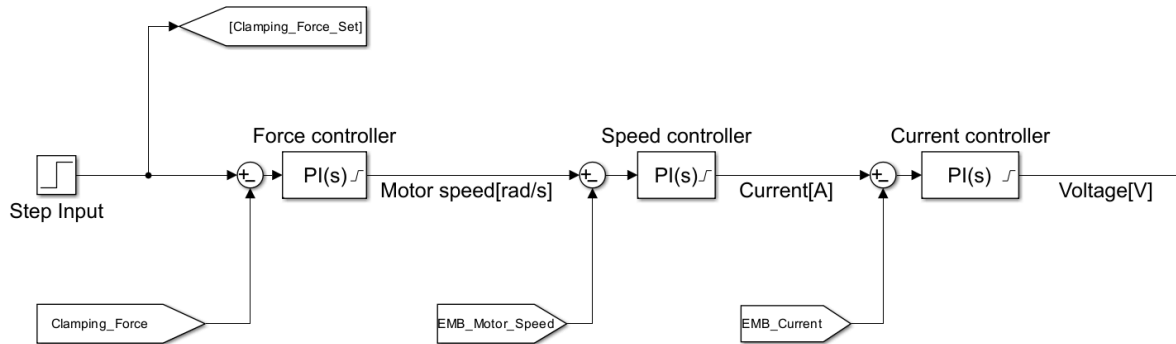 [Clamping_Force_Set]
Force controller
Speed controller
Current controller
+
−
PI(s)
+
−
PI(s)
+
−
PI(s)
Motor speed[rad/s]
Current[A]
Voltage[V]
Step Input
Clamping_Force
EMB_Motor_Speed
EMB_Current